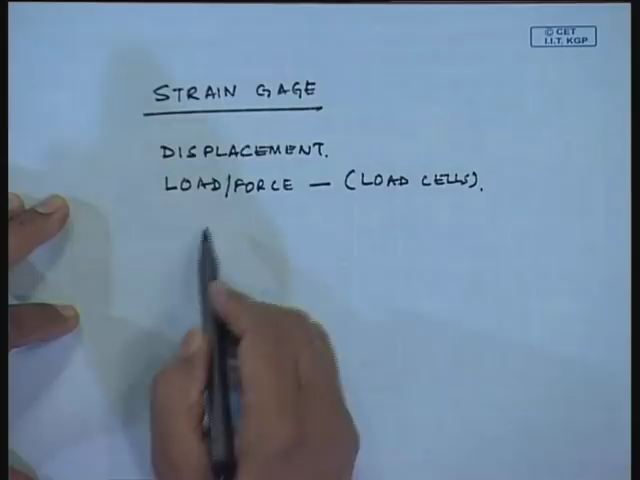 © CET
I.I.T. KGP
STRAIN GAGE
DISPLACEMENT.
LOAD/FORCE — (LOAD CELLS).